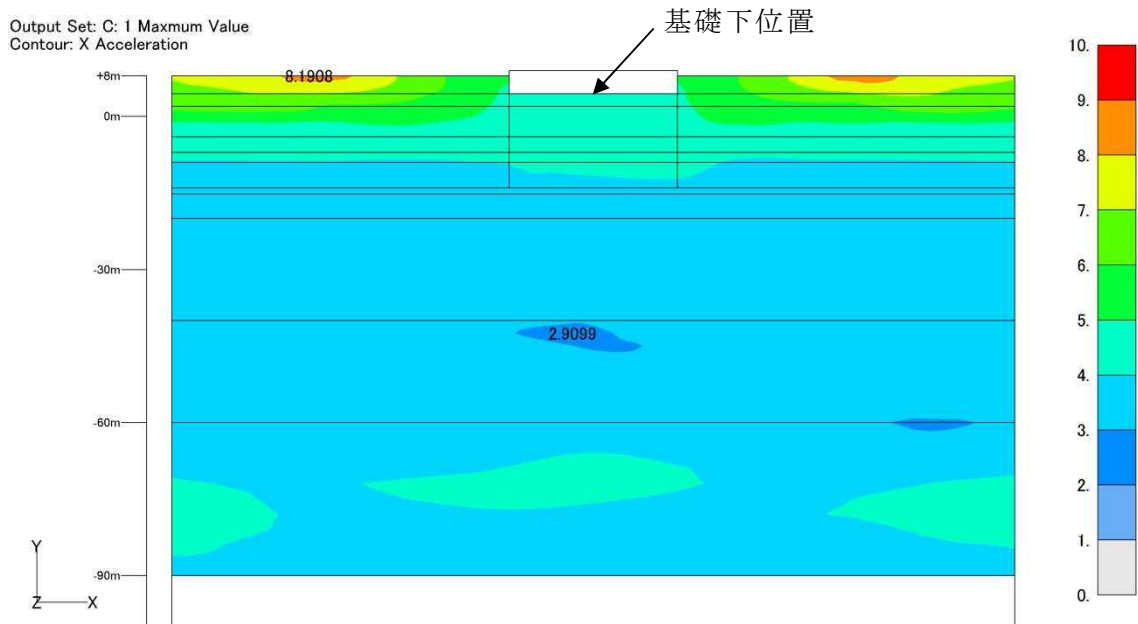 Output Set: C: 1 Maxmum Value
Contour: X Acceleration
基礎下位置
8.1908
2.9099
+8m
0m
-30m
-60m
-90m
Y
Z
X
10.
9.
8.
7.
6.
5.
4.
3.
2.
1.
0.